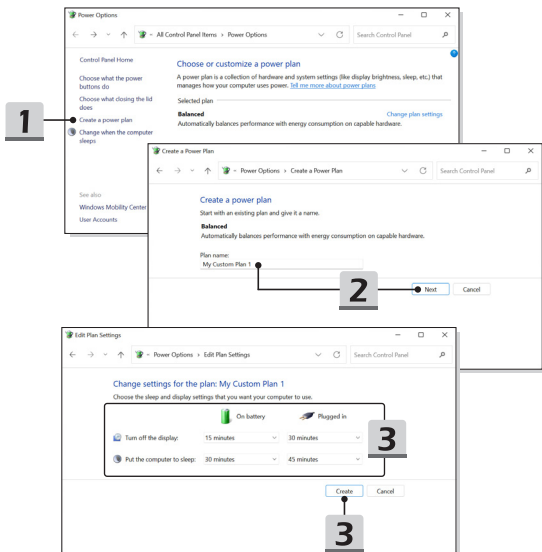 Power Options
All Control Panel Items > Power Options
Search Control Panel
Control Panel Home
Choose what the power
buttons do
Choose what closing the lid
does
Create a power plan
Change when the computer
sleeps
See also
Windows Mobility Center
User Accounts
Choose or customize a power plan
A power plan is a collection of hardware and system settings (like display brightness, sleep, etc.) that
manages how your computer uses power. Tell me more about power plans
Selected plan
Balanced
Change plan settings
Automatically balances performance with energy consumption on capable hardware.
1
Create a Power Plan
Power Options > Create a Power Plan
Search Control Panel
Create a power plan
Start with an existing plan and give it a name.
Balanced
Automatically balances performance with energy consumption on capable hardware.
Plan name:
My Custom Plan 1
2
Next
Cancel
Edit Plan Settings
Power Options > Edit Plan Settings
Search Control Panel
Change settings for the plan: My Custom Plan 1
Choose the sleep and display settings that you want your computer to use.
On battery
Plugged in
Turn off the display:
15 minutes
30 minutes
Put the computer to sleep:
30 minutes
45 minutes
3
Create
Cancel
3